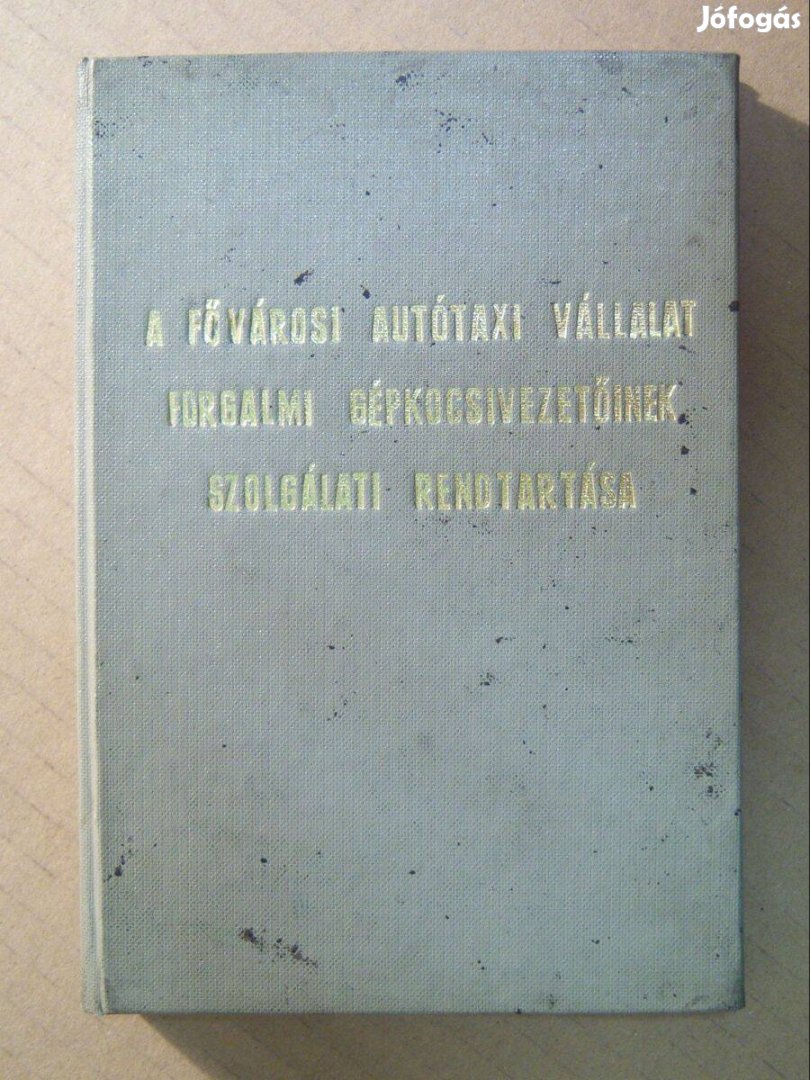 Jófogás
A FŐVÁROSI AUTÓTAXI VÁLLALAT
FORGALMI GÉPKOCSIVEZETŐINEK
SZOLGÁLATI RENDTARTÁSA